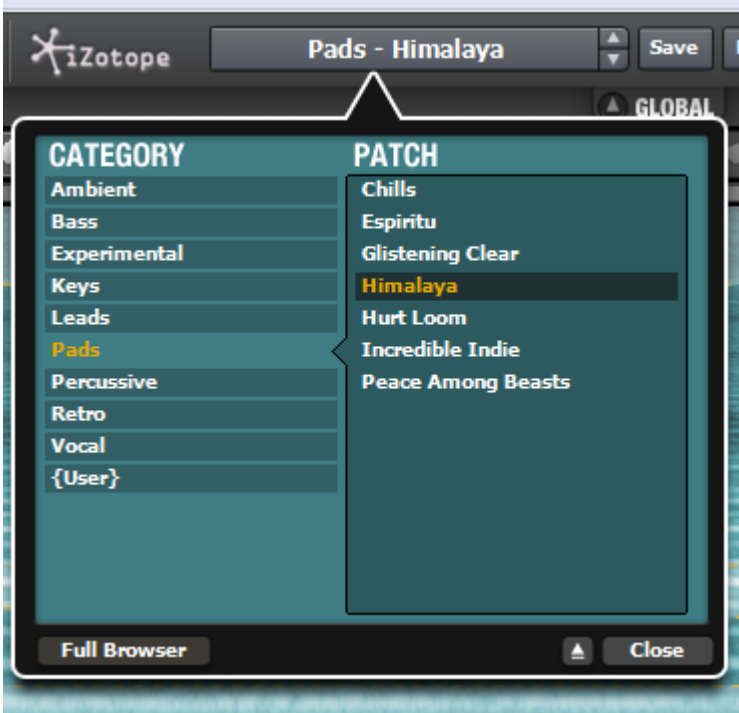 iZotope
Pads - Himalaya
Save
GLOBAL
CATEGORY
Ambient
Bass
Experimental
Keys
Leads
Pads
Percussive
Retro
Vocal
{User}
PATCH
Chills
Espiritu
Glistening Clear
Himalaya
Hurt Loom
Incredible Indie
Peace Among Beasts
Full Browser
Close